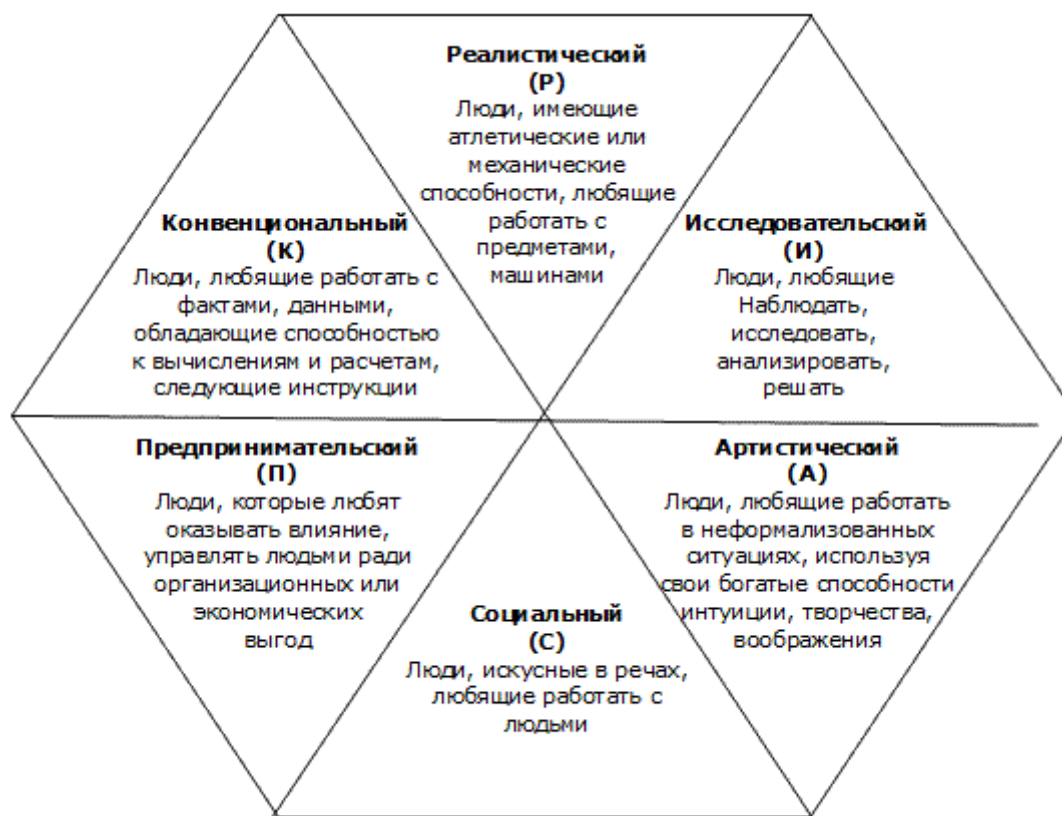 Реалистический
(Р)
Люди, имеющие
атлетические или
механические
способности, любящие
работать с
предметами,
машинами
Конвенциональный
(К)
Люди, любящие работать с
фактами, данными,
обладающие способностью
к вычислениям и расчетам,
следующие инструкции
Исследовательский
(И)
Люди, любящие
Наблюдать,
исследовать,
анализировать,
решать
Предпринимательский
(П)
Люди, которые любят
оказывать влияние,
управлять людьми ради
организационных или
экономических
выгод
Социальный
(С)
Люди, искусные в речах,
любящие работать с
людьми
Артистический
(А)
Люди, любящие работать
в неформализованных
ситуациях, используя
свои богатые способности
интуиции, творчества,
воображения